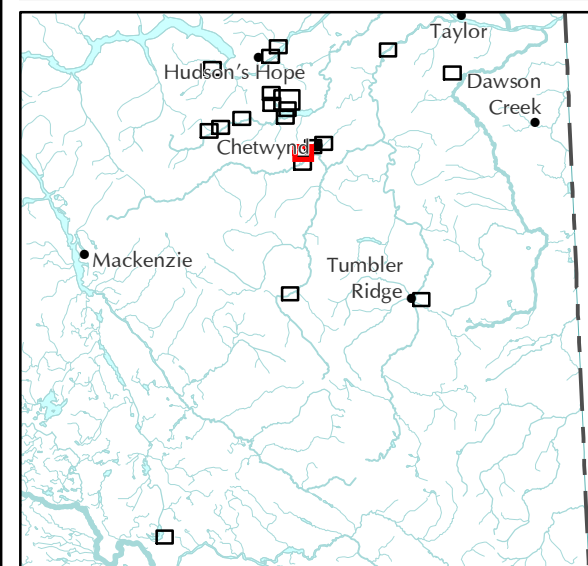 Taylor
Hudson's Hope
Dawson
Creek
Chetwynd
Mackenzie
Tumbler
Ridge